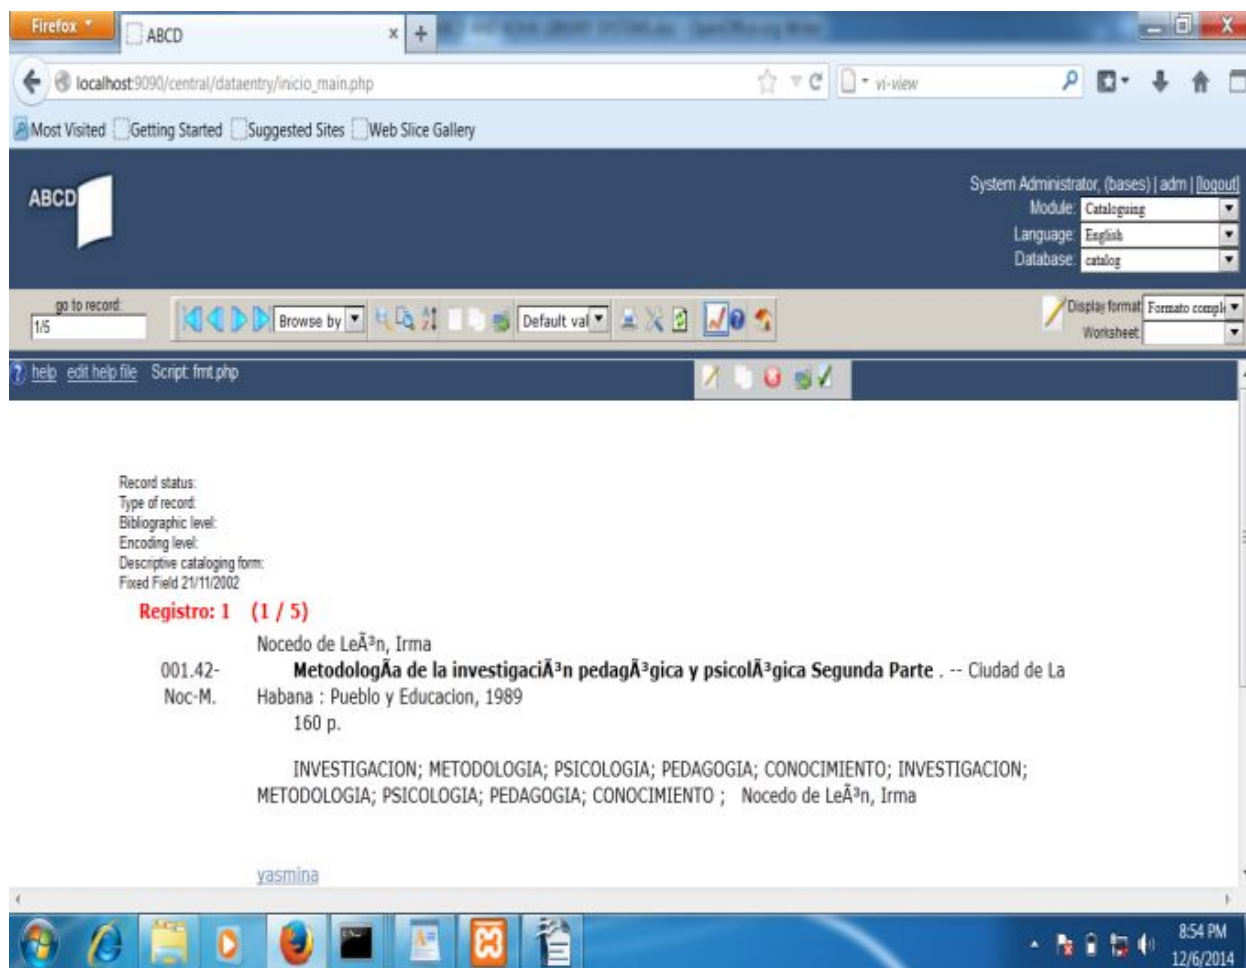 Firefox
ABCD
localhost:9090/central/dataentry/inicio_main.php
vi-view
Most Visited Getting Started Suggested Sites Web Slice Gallery
ABCD
System Administrator, (bases) | adm | [logout]
Module: Cataloguing
Language: English
Database: catalog
go to record:
1/5
Browse by
Default val
Display format Formato compl
Worksheet
help edit help file Script: fmt.php
Record status:
Type of record:
Bibliographic level:
Encoding level:
Descriptive cataloging form:
Fixed Field 21/11/2002
Registro: 1 (1 / 5)
Nocedo de LeÃ³n, Irma
001.42- MetodologÃa de la investigaciÃ³n pedagÃ³gica y psicolÃ³gica Segunda Parte . -- Ciudad de La
Noc-M. Habana : Pueblo y Educacion, 1989
160 p.
INVESTIGACION; METODOLOGIA; PSICOLOGIA; PEDAGOGIA; CONOCIMIENTO; INVESTIGACION;
METODOLOGIA; PSICOLOGIA; PEDAGOGIA; CONOCIMIENTO ; Nocedo de LeÃ³n, Irma
yasmina
8:54 PM
12/6/2014